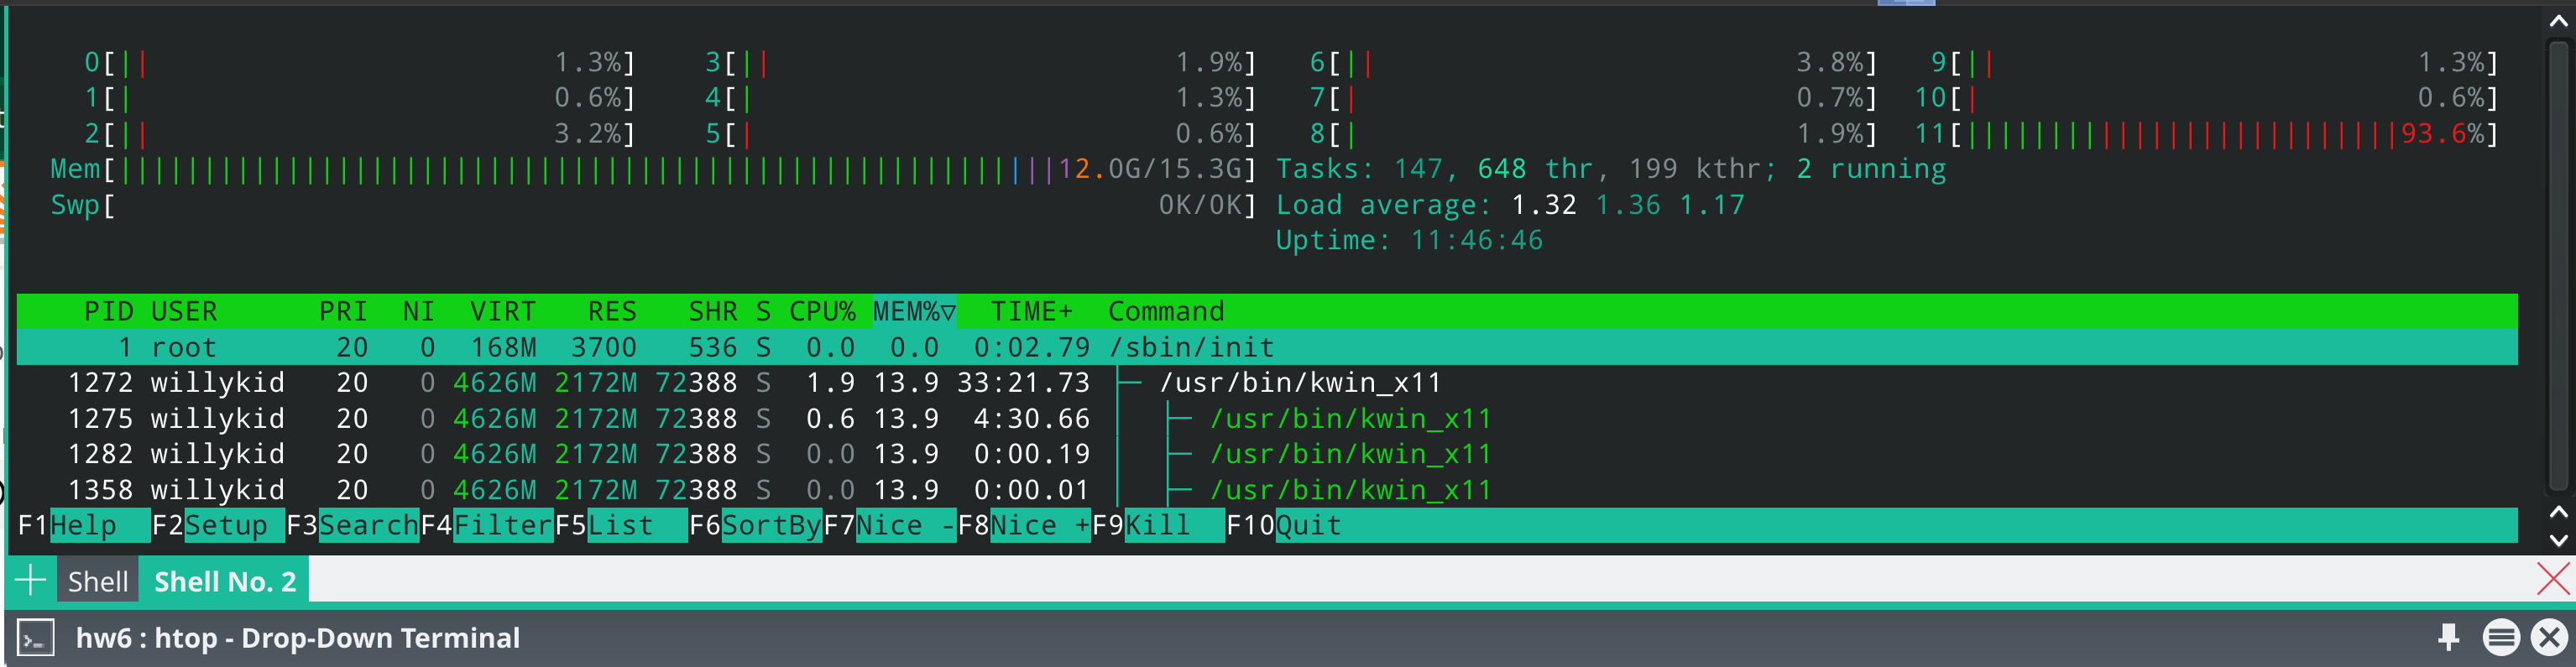 0[|| 1.3%] 3[|| 1.9%] 6[|| 3.8%] 9[|| 1.3%]
1[| 0.6%] 4[| 1.3%] 7[| 0.7%] 10[| 0.6%]
2[|| 3.2%] 5[| 0.6%] 8[| 1.9%] 11[|||||||||||||||||||||||||93.6%]
Mem[||||||||||||||||||||||||||||||||||||||||||||||||||||||||12.0G/15.3G] Tasks: 147, 648 thr, 199 kthr; 2 running
Swp[ 0K/0K] Load average: 1.32 1.36 1.17
Uptime: 11:46:46
PID USER PRI NI VIRT RES SHR S CPU% MEM%▽ TIME+ Command
1 root 20 0 168M 3700 536 S 0.0 0.0 0:02.79 /sbin/init
1272 willykid 20 0 4626M 2172M 72388 S 1.9 13.9 33:21.73 ├─ /usr/bin/kwin_x11
1275 willykid 20 0 4626M 2172M 72388 S 0.6 13.9 4:30.66 │ ├─ /usr/bin/kwin_x11
1282 willykid 20 0 4626M 2172M 72388 S 0.0 13.9 0:00.19 │ ├─ /usr/bin/kwin_x11
1358 willykid 20 0 4626M 2172M 72388 S 0.0 13.9 0:00.01 │ ├─ /usr/bin/kwin_x11
F1Help F2Setup F3SearchF4FilterF5List F6SortByF7Nice -F8Nice +F9Kill F10Quit
Shell Shell No. 2
hw6 : htop - Drop-Down Terminal